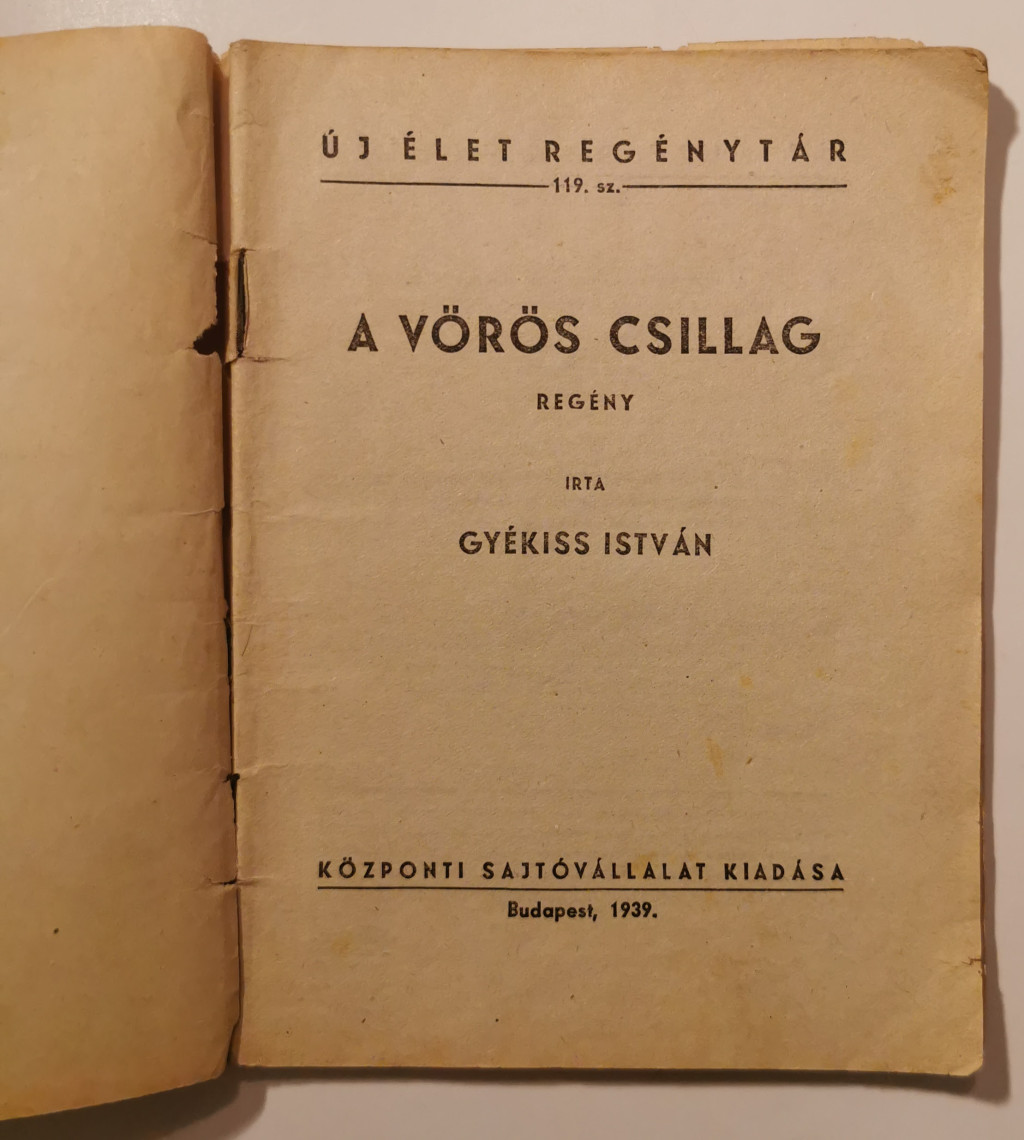 ÚJ ÉLET REGÉNYTÁR
119. sz.
A VÖRÖS CSILLAG
REGÉNY
IRTA
GYÉKISS ISTVÁN
KÖZPONTI SAJTÓVÁLLALAT KIADÁSA
Budapest, 1939.